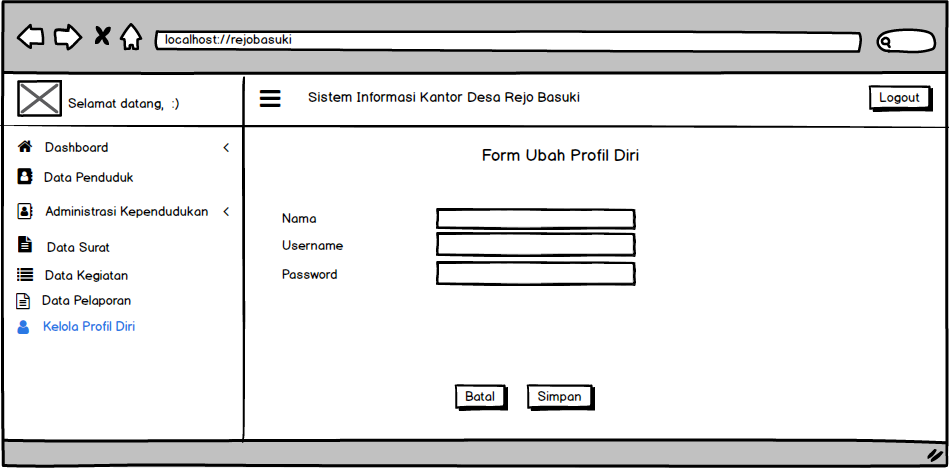 localhost://rejobasuki
Selamat datang, :)
Sistem Informasi Kantor Desa Rejo Basuki
Logout
Dashboard
Data Penduduk
Administrasi Kependudukan
Data Surat
Data Kegiatan
Data Pelaporan
Kelola Profil Diri
Form Ubah Profil Diri
Nama
Username
Password
Batal
Simpan